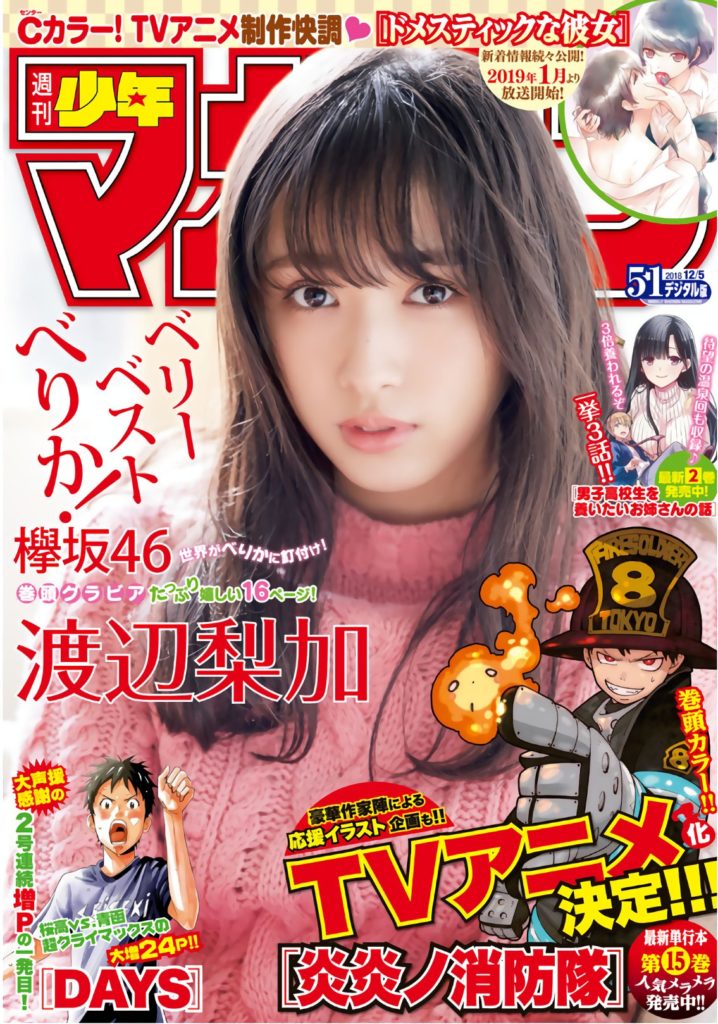 センター
Cカラー! TVアニメ制作快調♥[ドメスティックな彼女]
新着情報続々公開!
2019年1月より
放送開始!
週刊
少年
マガジン
51
2018 12/5
デジタル版
ベリー
ベスト
べりか!
待望の温泉回も収録♪
3倍養われるぞ
一挙3話!!
最新2巻
発売中!
[男子高校生を
養いたいお姉さんの話]
欅坂46
世界がべりかに釘付け!
巻頭グラビア たっぷり嬉しい16ページ!
渡辺梨加
FIRESOLDIER
8
TOKYO
8
巻頭カラー!!
大声援
感謝の
2号連続増Pの一発目!
桜高VS.青函
超クライマックスの
大増24P!!
[DAYS]
豪華作家陣による
応援イラスト企画も!!
TVアニメ化
決定!!!
[炎炎ノ消防隊]
最新単行本
第15巻
人気メラメラ
発売中!!